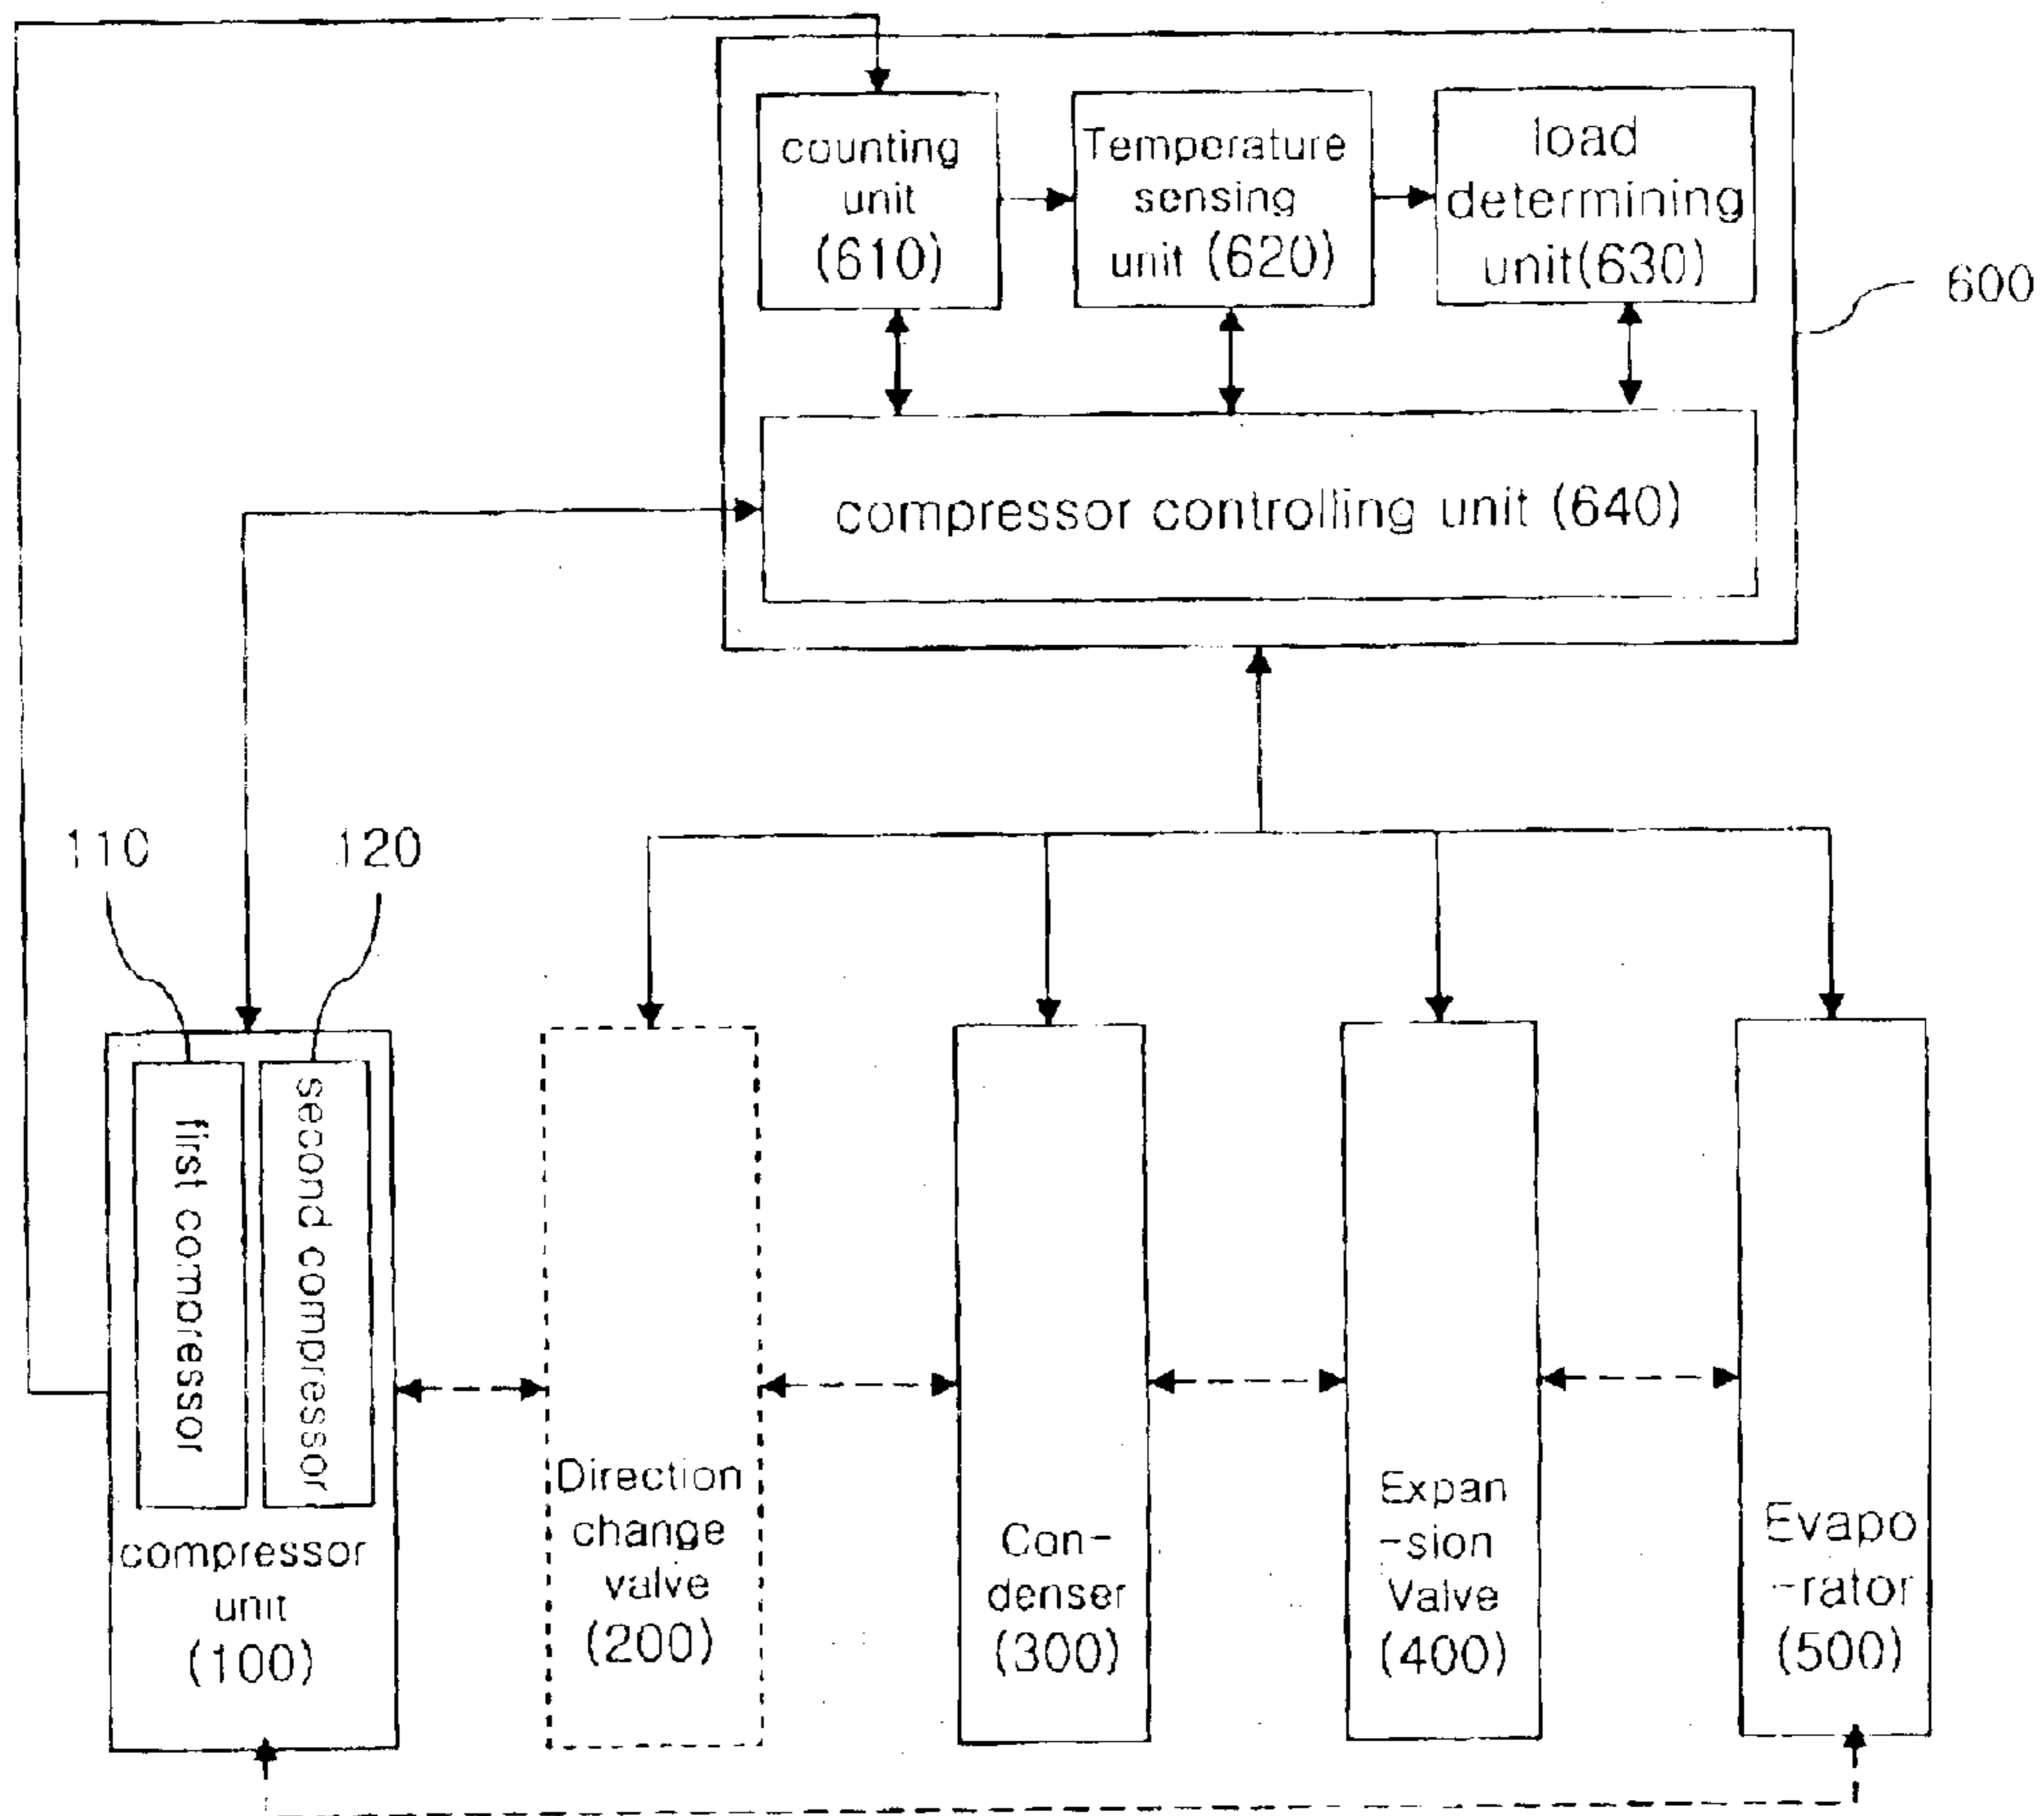 counting
unit
(610)
Temperature
sensing
unit (620)
load
determining
unit(630)
600
compressor controlling unit (640)
110
120
first compressor
second compressor
compressor
unit
(100)
Direction
change
valve
(200)
Con-
denser
(300)
Expan
-sion
Valve
(400)
Evapo
-rator
(500)